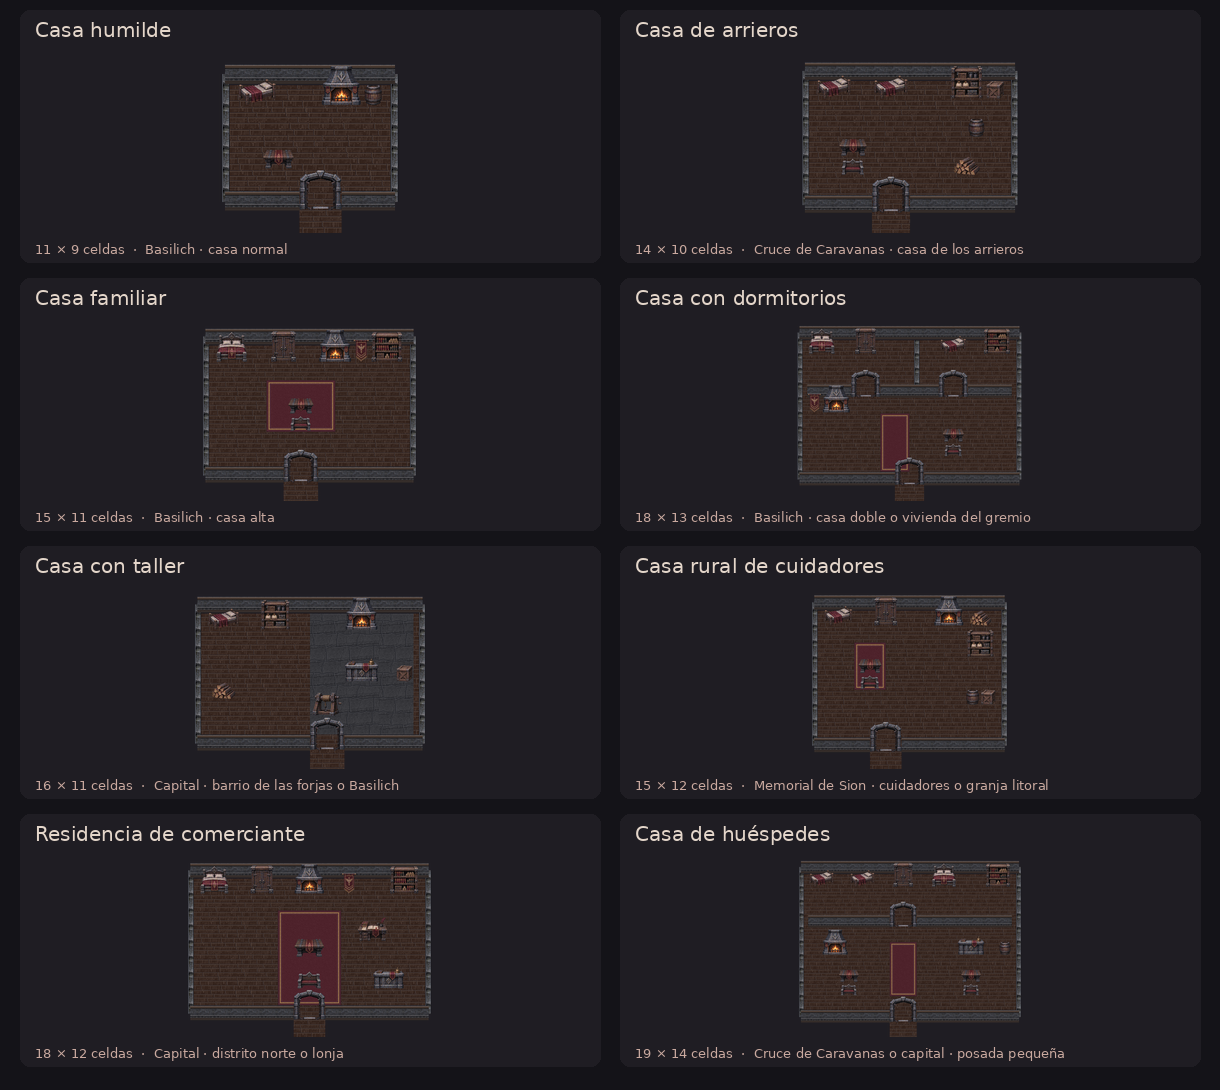 Casa humilde
11 × 9 celdas · Basilich · casa normal
Casa de arrieros
14 × 10 celdas · Cruce de Caravanas · casa de los arrieros
Casa familiar
15 × 11 celdas · Basilich · casa alta
Casa con dormitorios
18 × 13 celdas · Basilich · casa doble o vivienda del gremio
Casa con taller
16 × 11 celdas · Capital · barrio de las forjas o Basilich
Casa rural de cuidadores
15 × 12 celdas · Memorial de Sion · cuidadores o granja litoral
Residencia de comerciante
18 × 12 celdas · Capital · distrito norte o lonja
Casa de huéspedes
19 × 14 celdas · Cruce de Caravanas o capital · posada pequeña